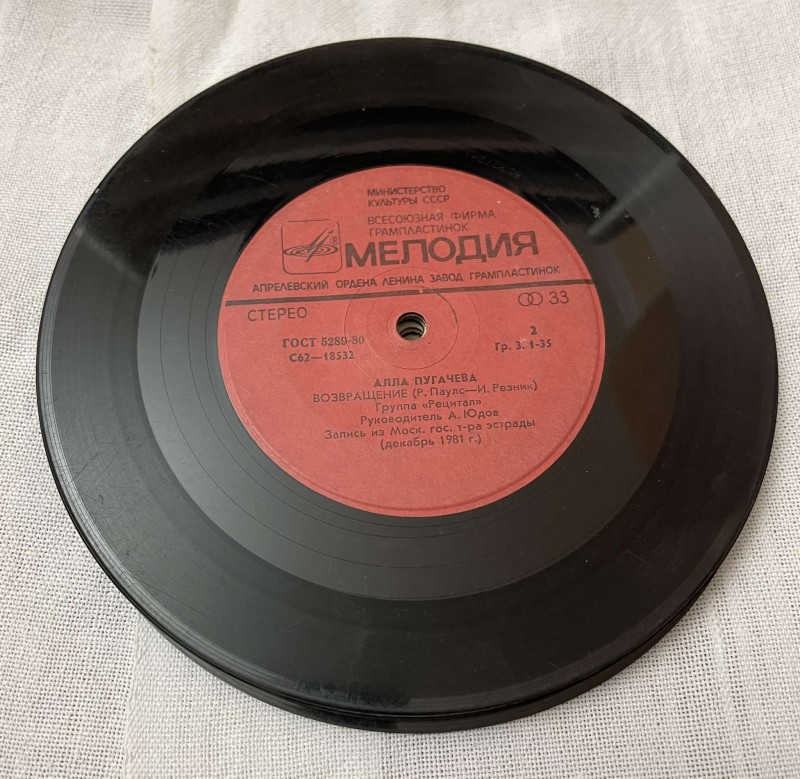 МИНИСТЕРСТВО
КУЛЬТУРЫ СССР
ВСЕСОЮЗНАЯ ФИРМА
ГРАМПЛАСТИНОК
МЕЛОДИЯ
АПРЕЛЕВСКИЙ ОРДЕНА ЛЕНИНА ЗАВОД ГРАМПЛАСТИНОК
СТЕРЕО
33
ГОСТ 5289-80
2
С62—18532
Гр. 3. 1-35
АЛЛА ПУГАЧЕВА
ВОЗВРАЩЕНИЕ (Р. Паулс—И. Резник)
Группа «Рецитал»
Руководитель А. Юдов
Запись из Моск. гос. т-ра эстрады
(декабрь 1981 г.)